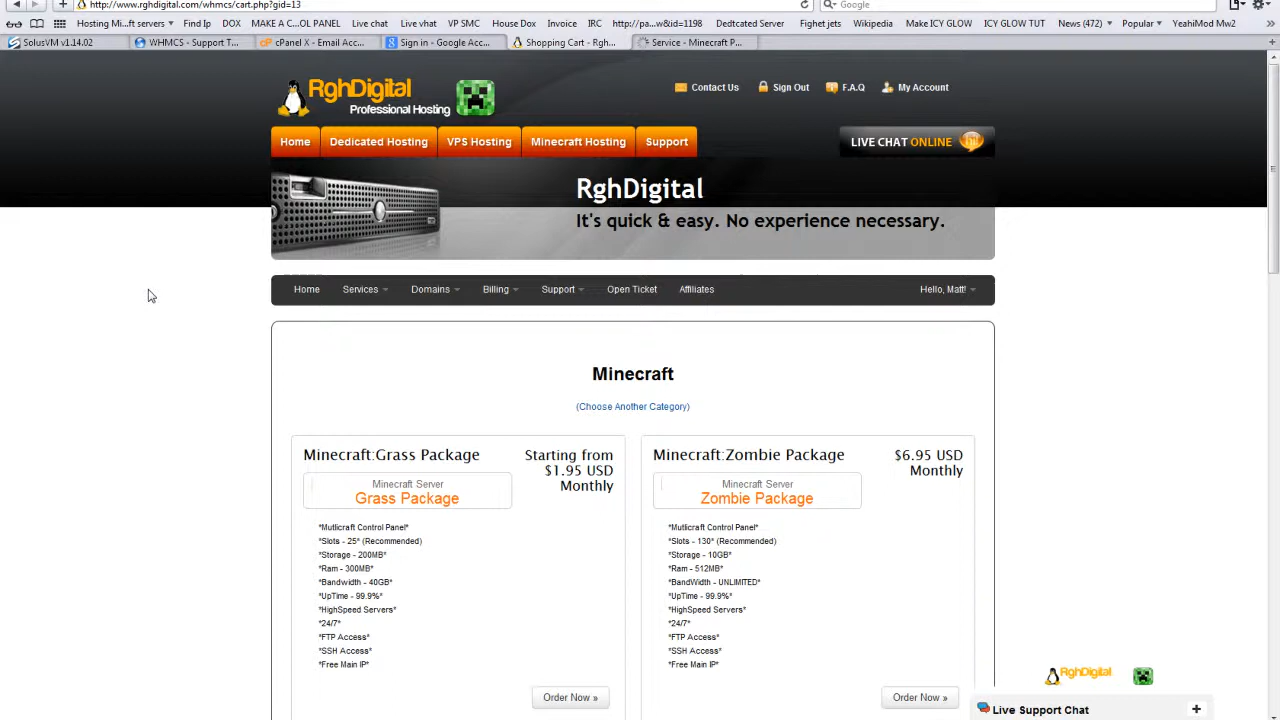 http://www.rghdigital.com/whmcs/cart.php?gid=13
Google
Hosting Mi...ft servers
Find Ip
DOX
MAKE A C...OL PANEL
Live chat
Live chat
VP SMC
House Dox
Invoice
IRC
http://pa...w&id=1198
Dedtcated Server
Fighet jets
Wikipedia
Make ICY GLOW
ICY GLOW TUT
News (472)
Popular
YeahiMod Mw2
SolusVM v1.14.02
WHMCS - Support T...
cPanel X - Email Acc...
Sign in - Google Acco...
Shopping Cart - Rgh...
Service - Minecraft P...
RghDigital
Professional Hosting
Contact Us
Sign Out
F.A.Q
My Account
Home
Dedicated Hosting
VPS Hosting
Minecraft Hosting
Support
LIVE CHAT ONLINE
RghDigital
It's quick & easy. No experience necessary.
Home
Services
Domains
Billing
Support
Open Ticket
Affiliates
Hello, Matt!
Minecraft
(Choose Another Category)
Minecraft:Grass Package
Starting from
$1.95 USD
Monthly
Minecraft Server
Grass Package
*Mutlicraft Control Panel*
*Slots - 25* (Recommended)
*Storage - 200MB*
*Ram - 300MB*
*Bandwidth - 40GB*
*UpTime - 99.9%*
*HighSpeed Servers*
*24/7*
*FTP Access*
*SSH Access*
*Free Main IP*
Order Now »
Minecraft:Zombie Package
$6.95 USD
Monthly
Minecraft Server
Zombie Package
*Mutlicraft Control Panel*
*Slots - 130* (Recommended)
*Storage - 10GB*
*Ram - 512MB*
*BandWidth - UNLIMITED*
*UpTime - 99.9%*
*HighSpeed Servers*
*24/7*
*FTP Access*
*SSH Access*
*Free Main IP*
Order Now »
RghDigital
Live Support Chat